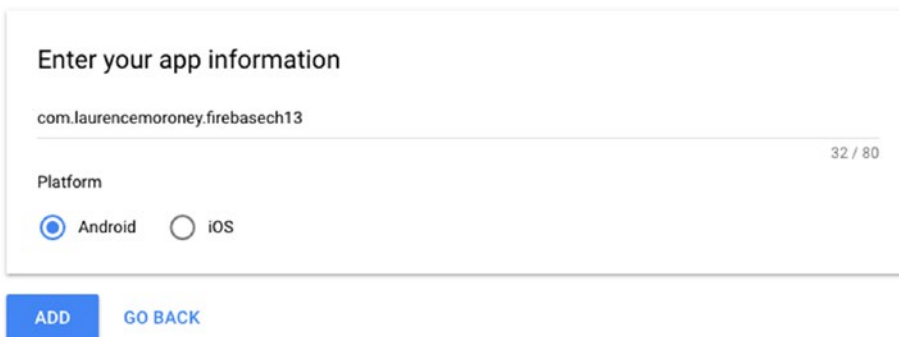 Enter your app information
com.laurencemoroney.firebasech13
32 / 80
Platform
Android iOS
ADD GO BACK